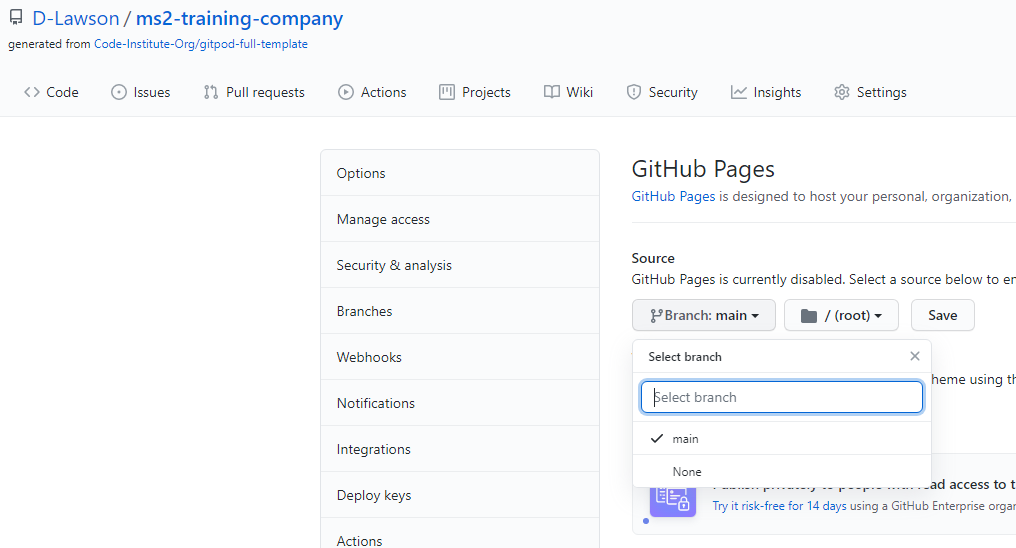 D-Lawson / ms2-training-company
generated from Code-Institute-Org/gitpod-full-template
Code Issues Pull requests Actions Projects Wiki Security Insights Settings
Options
Manage access
Security & analysis
Branches
Webhooks
Notifications
Integrations
Deploy keys
Actions
GitHub Pages
GitHub Pages is designed to host your personal, organization,
Source
GitHub Pages is currently disabled. Select a source below to en
Branch: main / (root) Save
Select branch
heme using th
Select branch
main
None
read access to t
Try it risk-free for 14 days using a GitHub Enterprise organ